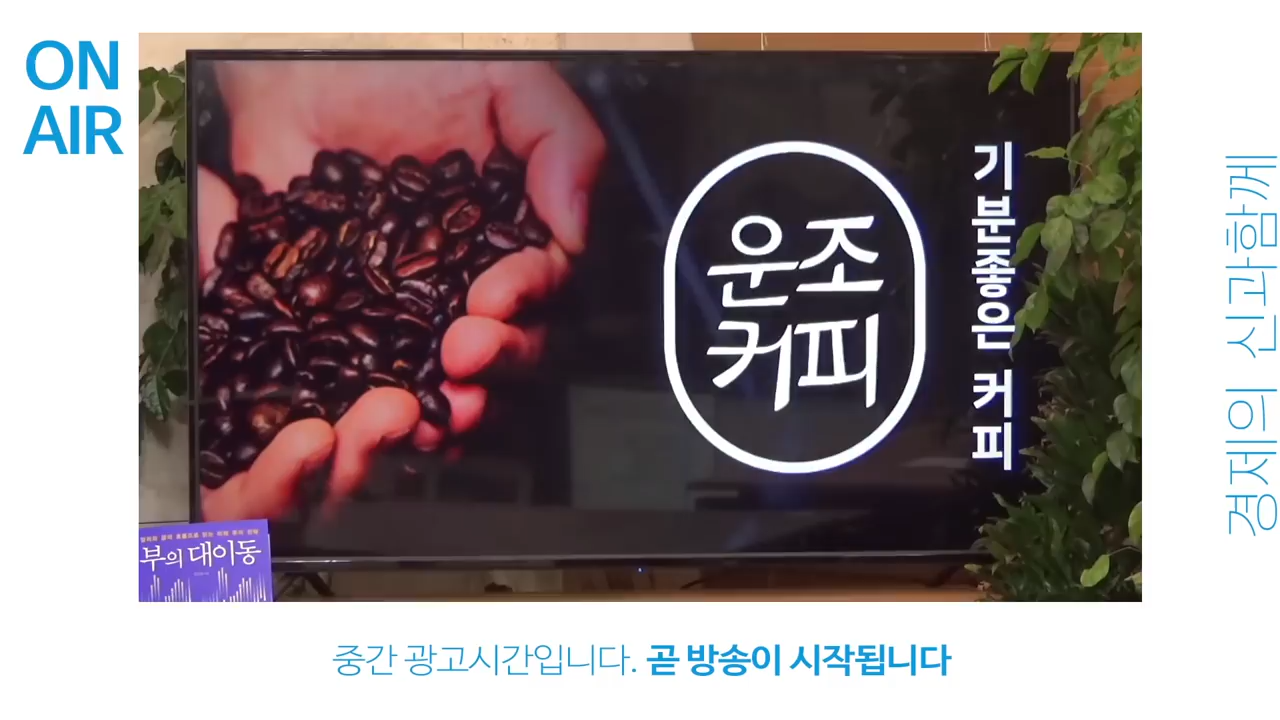 ON
AIR
운조
커피
기분좋은 커피
경제의 신과함께
부의 대이동
중간 광고시간입니다. 곧 방송이 시작됩니다